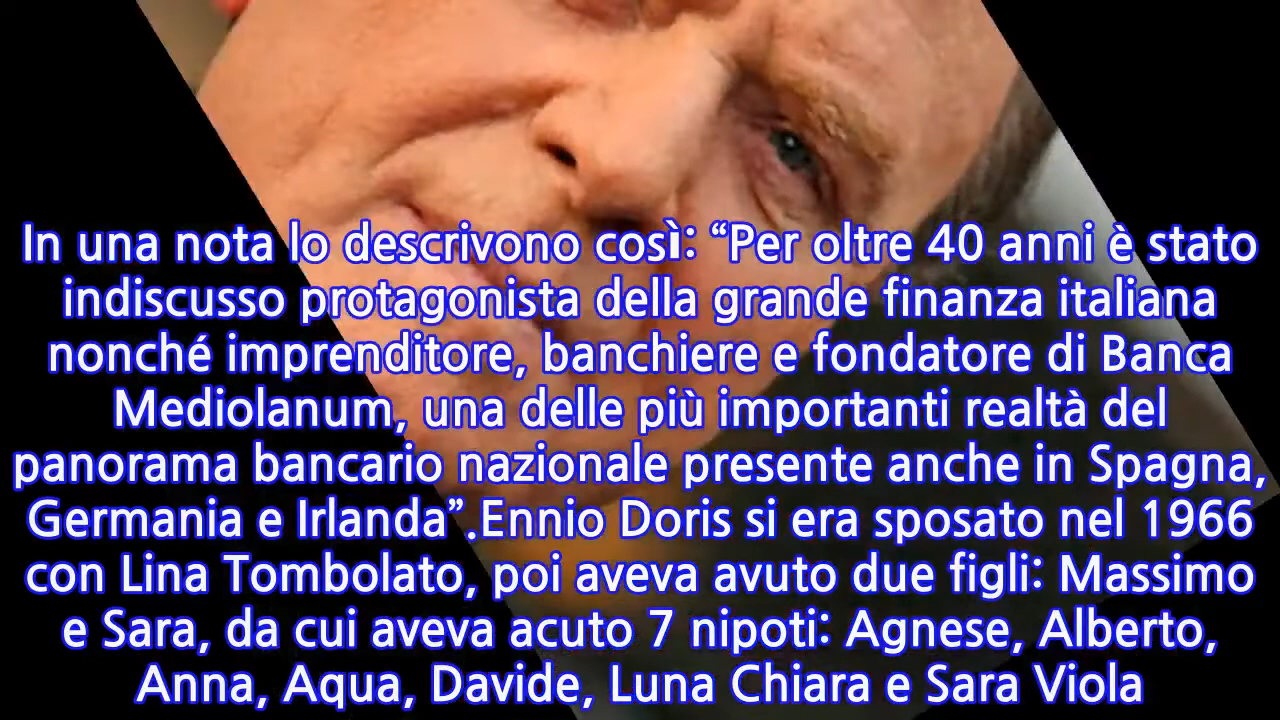 In una nota lo descrivono così: “Per oltre 40 anni è stato
indiscusso protagonista della grande finanza italiana
nonché imprenditore, banchiere e fondatore di Banca
Mediolanum, una delle più importanti realtà del
panorama bancario nazionale presente anche in Spagna,
Germania e Irlanda”.Ennio Doris si era sposato nel 1966
con Lina Tombolato, poi aveva avuto due figli: Massimo
e Sara, da cui aveva acuto 7 nipoti: Agnese, Alberto,
Anna, Aqua, Davide, Luna Chiara e Sara Viola